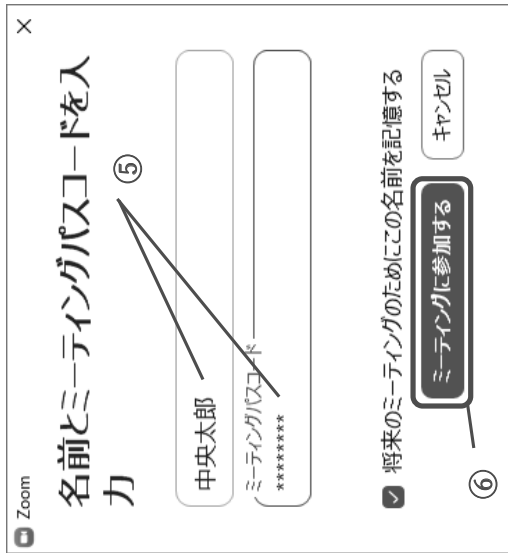 Zoom
×
名前とミーティングパスコードを入
力
中央太郎
⑤
ミーティングパスコード
********
将来のミーティングのためにこの名前を記憶する
ミーティングに参加する
キャンセル
⑥